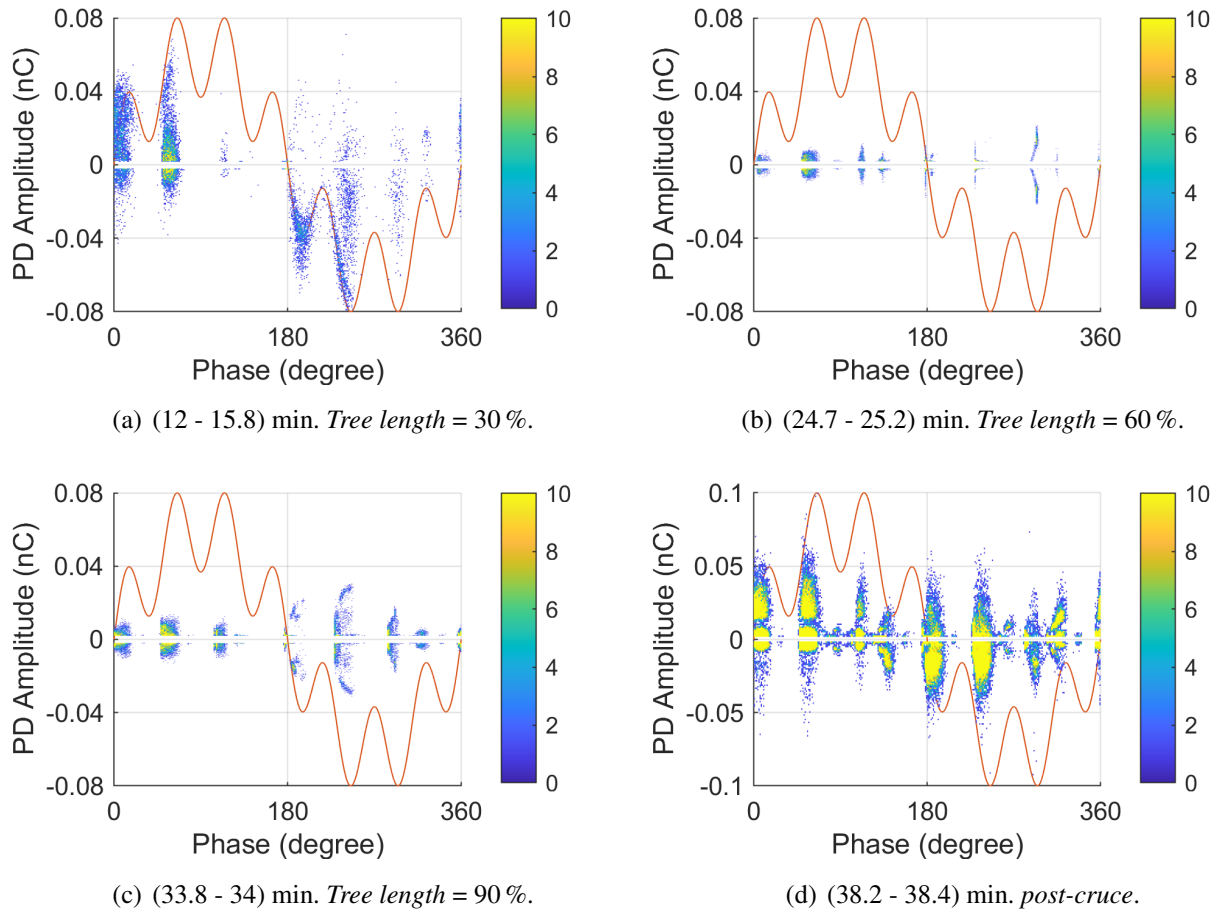 0.08
0.04
0
-0.04
-0.08
PD Amplitude (nC)
0 180 360
Phase (degree)
10
8
6
4
2
0
(a) (12 - 15.8) min. Tree length = 30 %.
0.08
0.04
0
-0.04
-0.08
PD Amplitude (nC)
0 180 360
Phase (degree)
10
8
6
4
2
0
(b) (24.7 - 25.2) min. Tree length = 60 %.
0.08
0.04
0
-0.04
-0.08
PD Amplitude (nC)
0 180 360
Phase (degree)
10
8
6
4
2
0
(c) (33.8 - 34) min. Tree length = 90 %.
0.1
0.05
0
-0.05
-0.1
PD Amplitude (nC)
0 180 360
Phase (degree)
10
8
6
4
2
0
(d) (38.2 - 38.4) min. post-cruce.